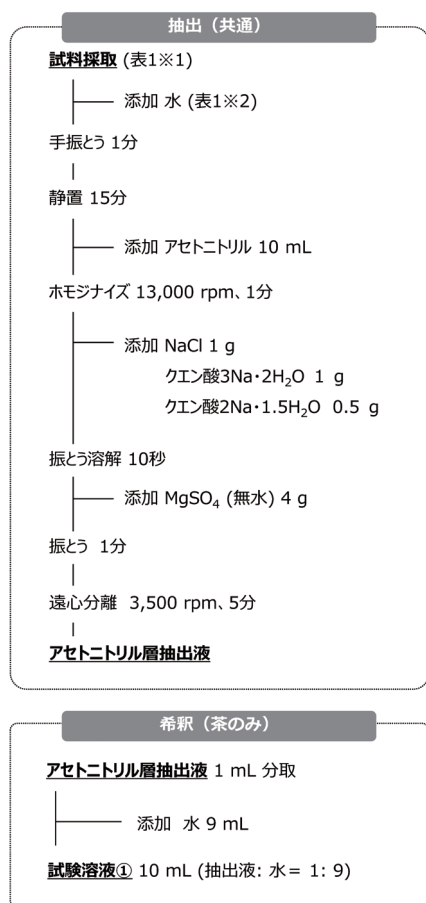 抽出（共通）
試料採取 (表1※1)
添加 水 (表1※2)
手振とう 1分
静置 15分
添加 アセトニトリル 10 mL
ホモジナイズ 13,000 rpm、1分
添加 NaCl 1 g
クエン酸3Na・2H₂O 1 g
クエン酸2Na・1.5H₂O 0.5 g
振とう溶解 10秒
添加 MgSO₄ (無水) 4 g
振とう 1分
遠心分離 3,500 rpm、5分
アセトニトリル層抽出液
希釈（茶のみ）
アセトニトリル層抽出液 1 mL 分取
添加 水 9 mL
試験溶液① 10 mL (抽出液: 水= 1: 9)